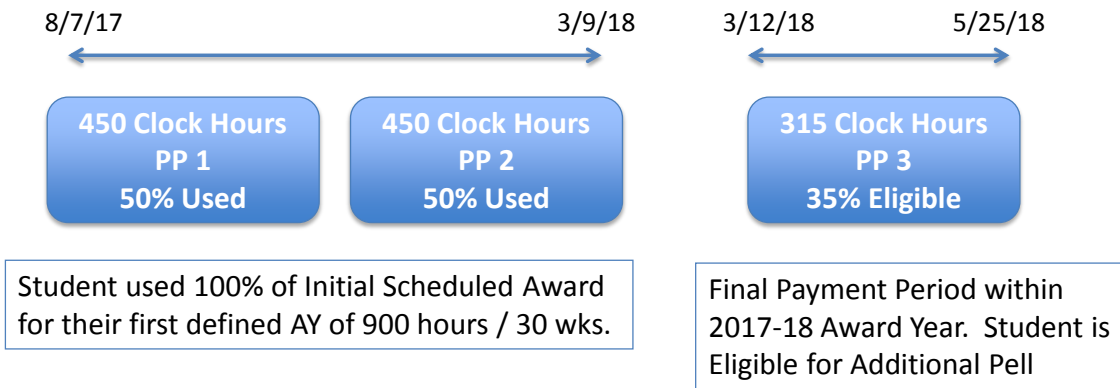 8/7/17 3/9/18 3/12/18 5/25/18
450 Clock Hours
PP 1
50% Used
450 Clock Hours
PP 2
50% Used
315 Clock Hours
PP 3
35% Eligible
Student used 100% of Initial Scheduled Award
for their first defined AY of 900 hours / 30 wks.
Final Payment Period within
2017-18 Award Year. Student is
Eligible for Additional Pell